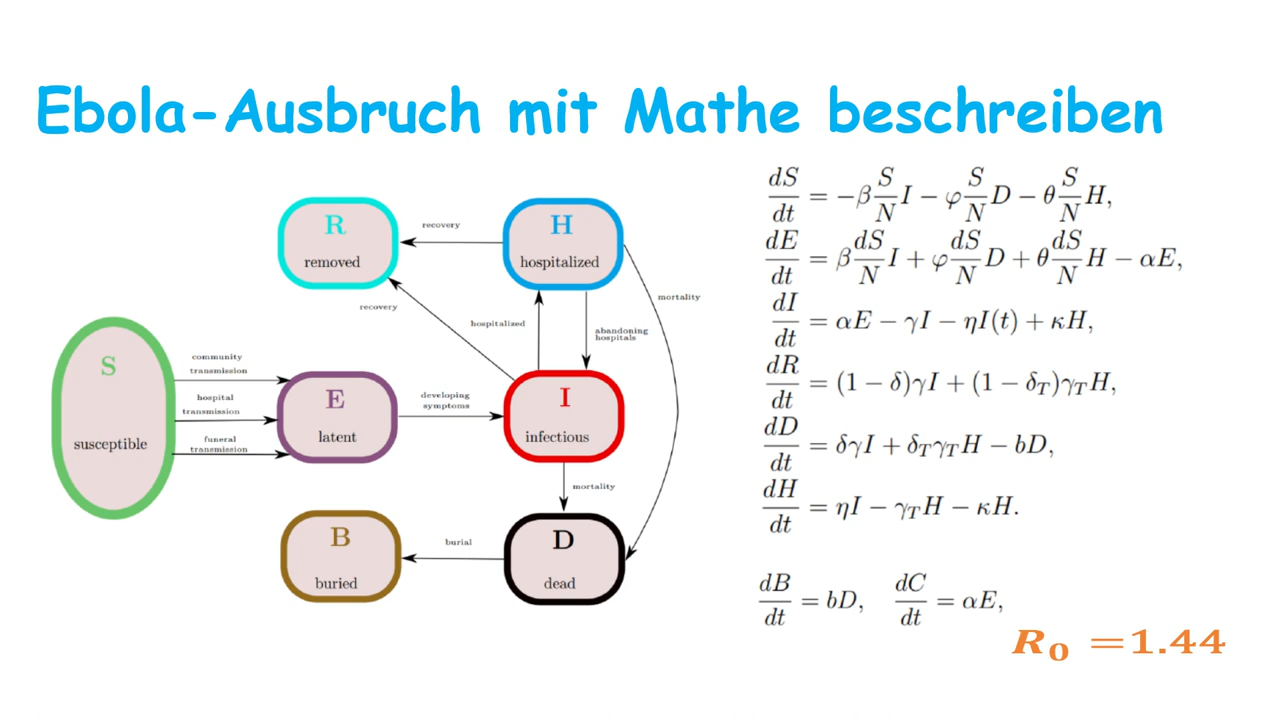 Ebola-Ausbruch mit Mathe beschreiben
R
removed
recovery
H
hospitalized
mortality
recovery
hospitalized
abandoning
hospitals
S
susceptible
community
transmission
hospital
transmission
funeral
transmission
E
latent
developing
symptoms
I
infectious
mortality
B
buried
burial
D
dead
dS/dt = −β S/N I − φ S/N D − θ S/N H,
dE/dt = β dS/N I + φ dS/N D + θ dS/N H − αE,
dI/dt = αE − γI − ηI(t) + κH,
dR/dt = (1 − δ)γI + (1 − δ_T)γ_T H,
dD/dt = δγI + δ_T γ_T H − bD,
dH/dt = ηI − γ_T H − κH.
dB/dt = bD, dC/dt = αE,
R₀ =1.44